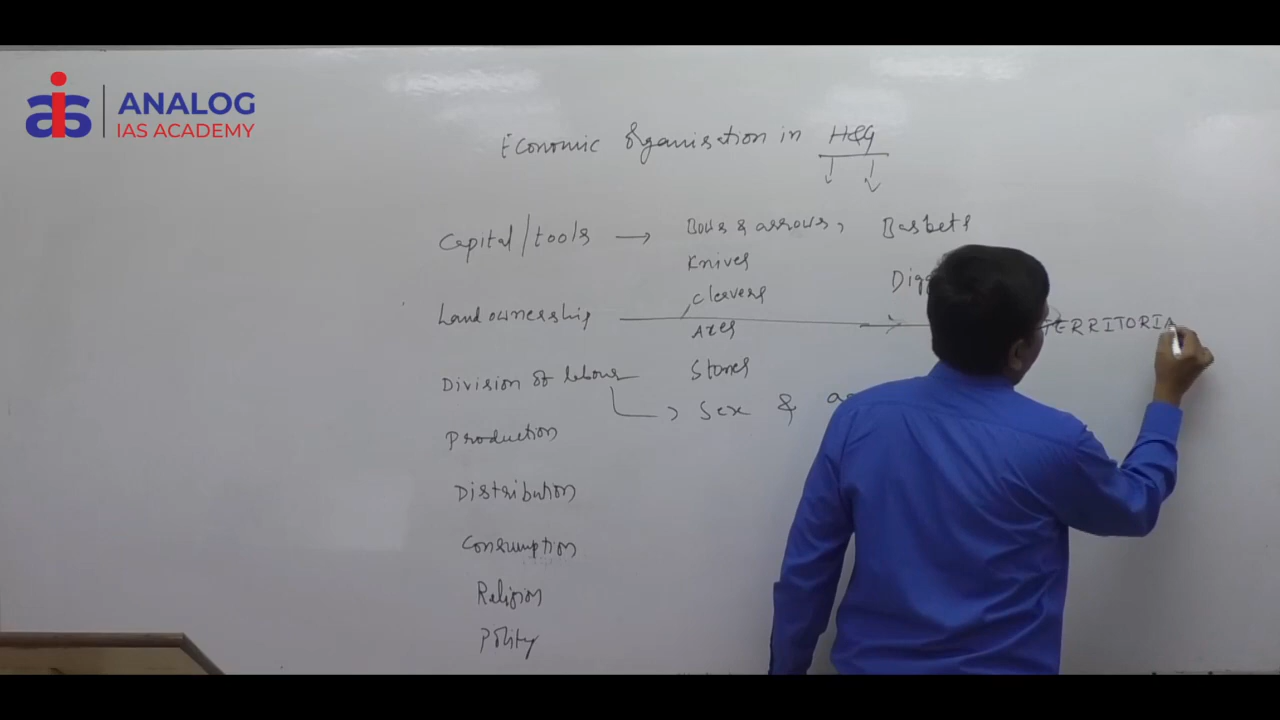 ANALOG
IAS ACADEMY
Economic Organisation in H&G
Capital/tools → Bows & arrows, Baskets
Knives
Cleavers
Land ownership → TERRITORIA
Axes
Division of labour
Stones
→ Sex &
Production
Distribution
Consumption
Religion
Polity